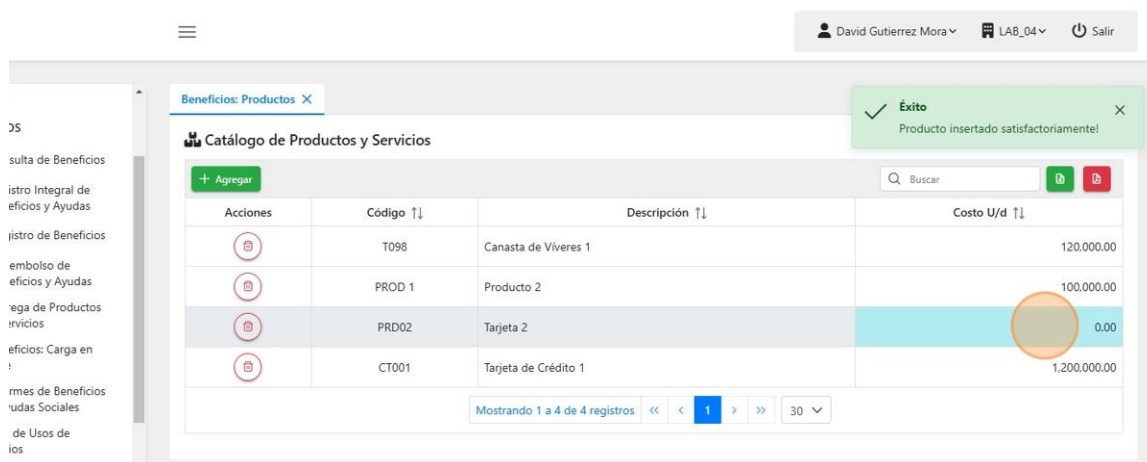 David Gutierrez Mora
LAB_04
Salir
Beneficios: Productos
Éxito
Producto insertado satisfactoriamente!
Catálogo de Productos y Servicios
Agregar
Buscar
Acciones Código Descripción Costo U/d
T098 Canasta de Víveres 1 120,000.00
PROD 1 Producto 2 100,000.00
PRD02 Tarjeta 2 0.00
CT001 Tarjeta de Crédito 1 1,200,000.00
Mostrando 1 a 4 de 4 registros << < 1 > >> 30
os
sulta de Beneficios
istro Integral de
eficios y Ayudas
istro de Beneficios
embolso de
eficios y Ayudas
rega de Productos
ervicios
eficios: Carga en
rmes de Beneficios
yudas Sociales
de Usos de
ios